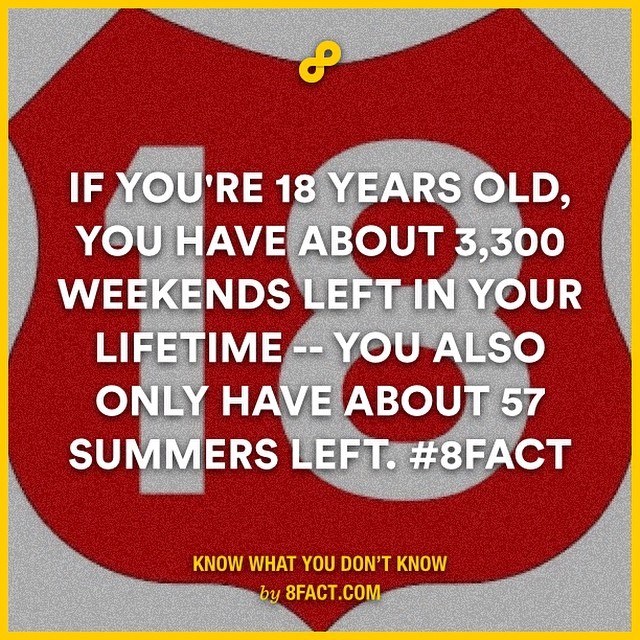 18
IF YOU'RE 18 YEARS OLD,
YOU HAVE ABOUT 3,300
WEEKENDS LEFT IN YOUR
LIFETIME -- YOU ALSO
ONLY HAVE ABOUT 57
SUMMERS LEFT. #8FACT
KNOW WHAT YOU DON'T KNOW
by 8FACT.COM